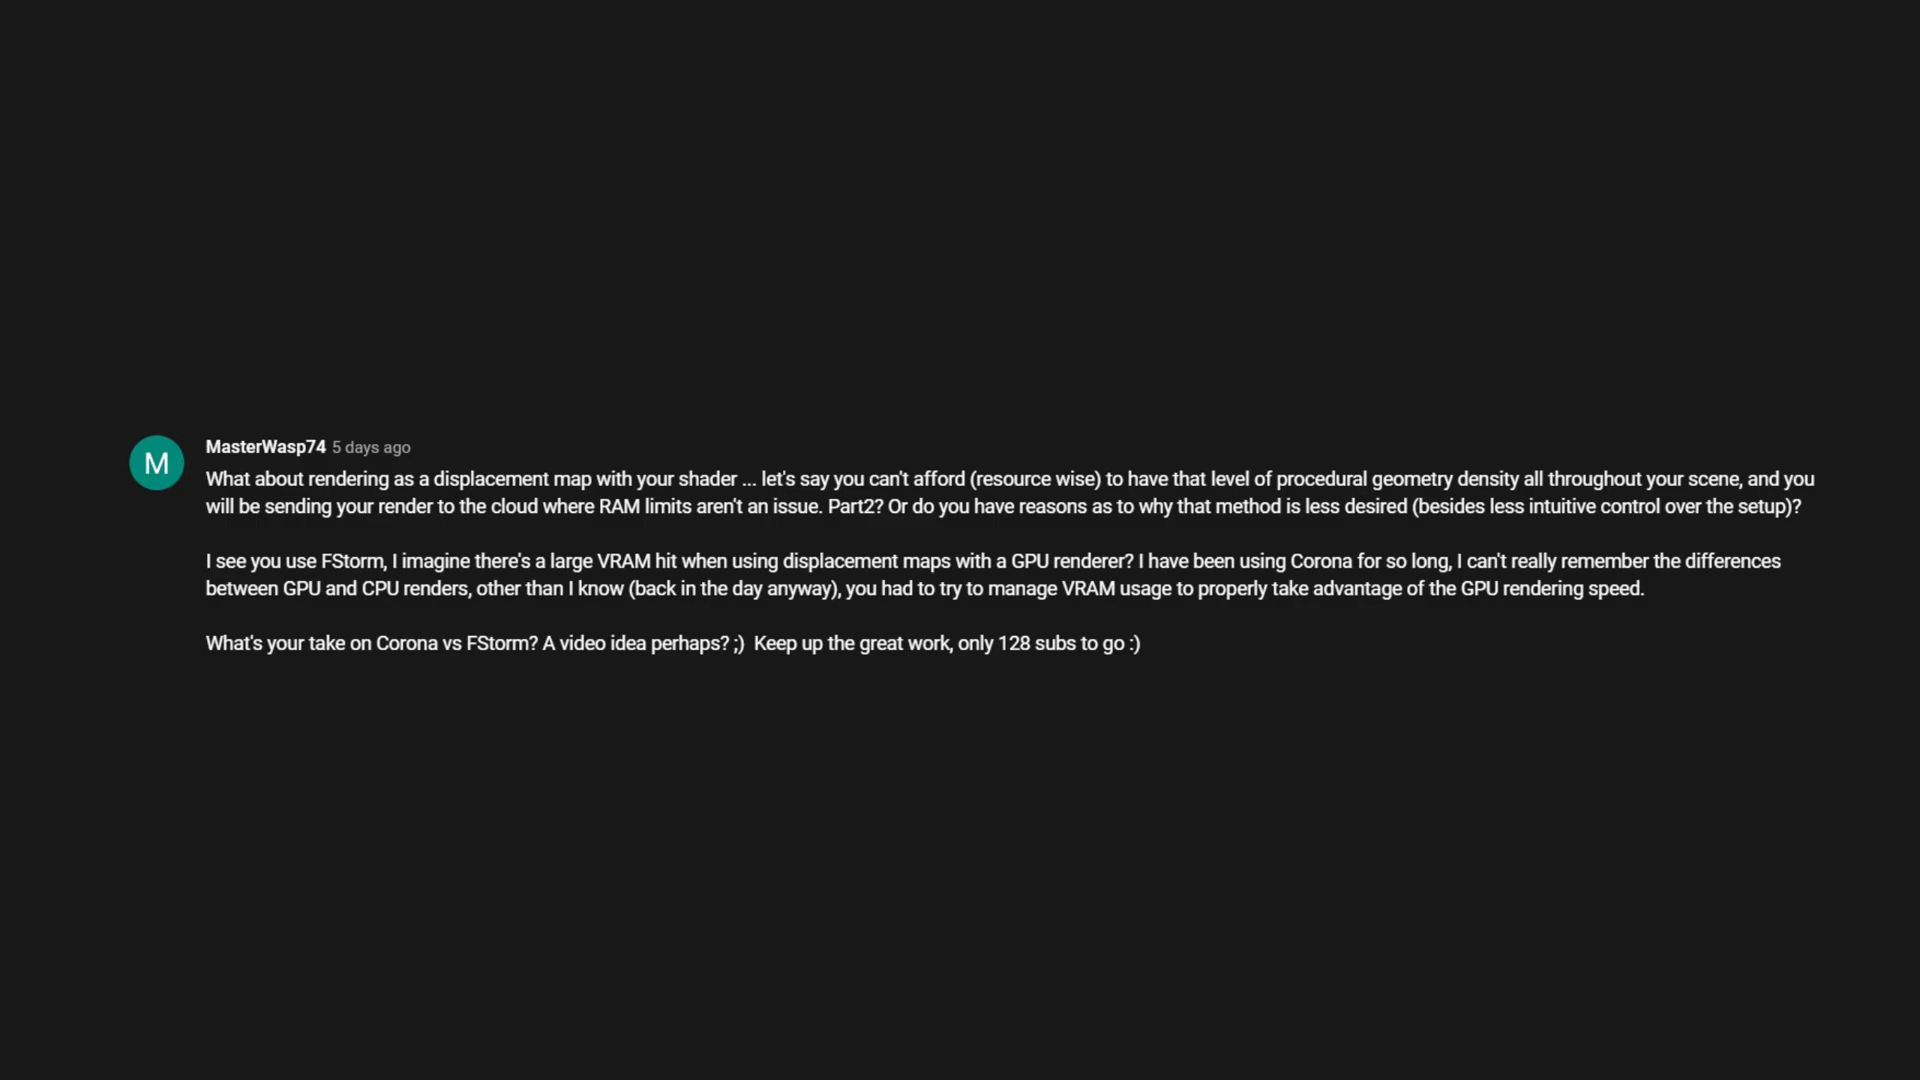 M
MasterWasp74 5 days ago
What about rendering as a displacement map with your shader ... let's say you can't afford (resource wise) to have that level of procedural geometry density all throughout your scene, and you
will be sending your render to the cloud where RAM limits aren't an issue. Part2? Or do you have reasons as to why that method is less desired (besides less intuitive control over the setup)?
I see you use FStorm, I imagine there's a large VRAM hit when using displacement maps with a GPU renderer? I have been using Corona for so long, I can't really remember the differences
between GPU and CPU renders, other than I know (back in the day anyway), you had to try to manage VRAM usage to properly take advantage of the GPU rendering speed.
What's your take on Corona vs FStorm? A video idea perhaps? ;)  Keep up the great work, only 128 subs to go :)